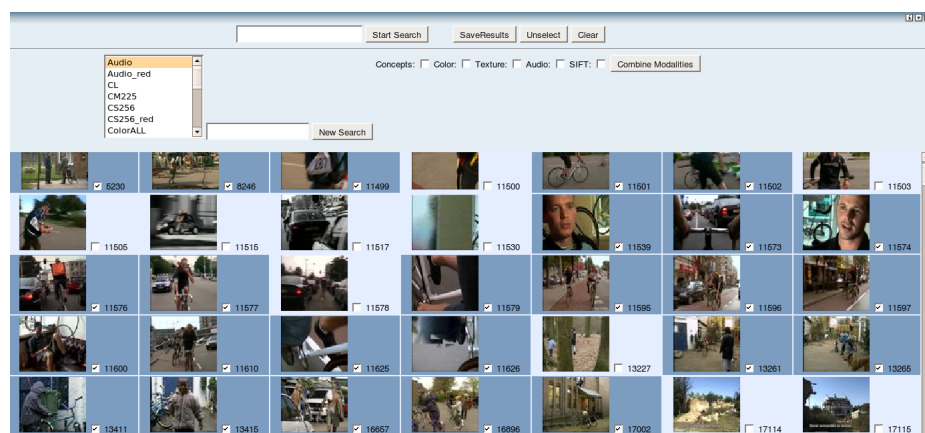 Start Search SaveResults Unselect Clear
Audio
Audio_red
CL
CM225
CS256
CS256_red
ColorALL
Concepts: Color: Texture: Audio: SIFT: Combine Modalities
New Search
5230 8246 11499 11500 11501 11502 11503
11505 11515 11517 11530 11539 11573 11574
11576 11577 11578 11579 11595 11596 11597
11600 11610 11625 11626 13227 13261 13265
13411 13415 16657 16896 17002 17114 17115